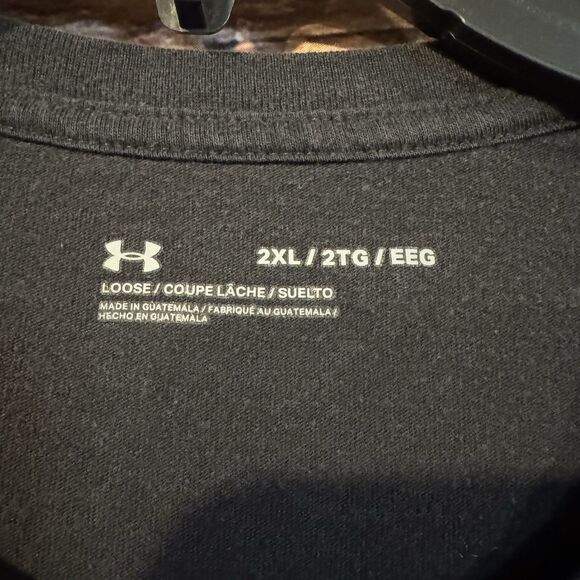 2XL / 2TG / EEG
LOOSE / COUPE LÂCHE / SUELTO
MADE IN GUATEMALA / FABRIQUÉ AU GUATEMALA /
HECHO EN GUATEMALA